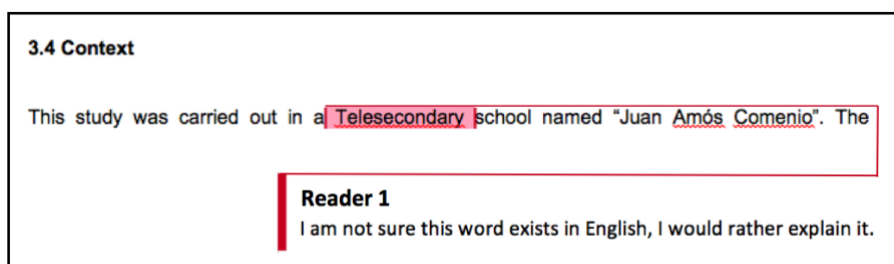 3.4 Context
This study was carried out in a Telesecondary school named “Juan Amós Comenio”. The
Reader 1
I am not sure this word exists in English, I would rather explain it.